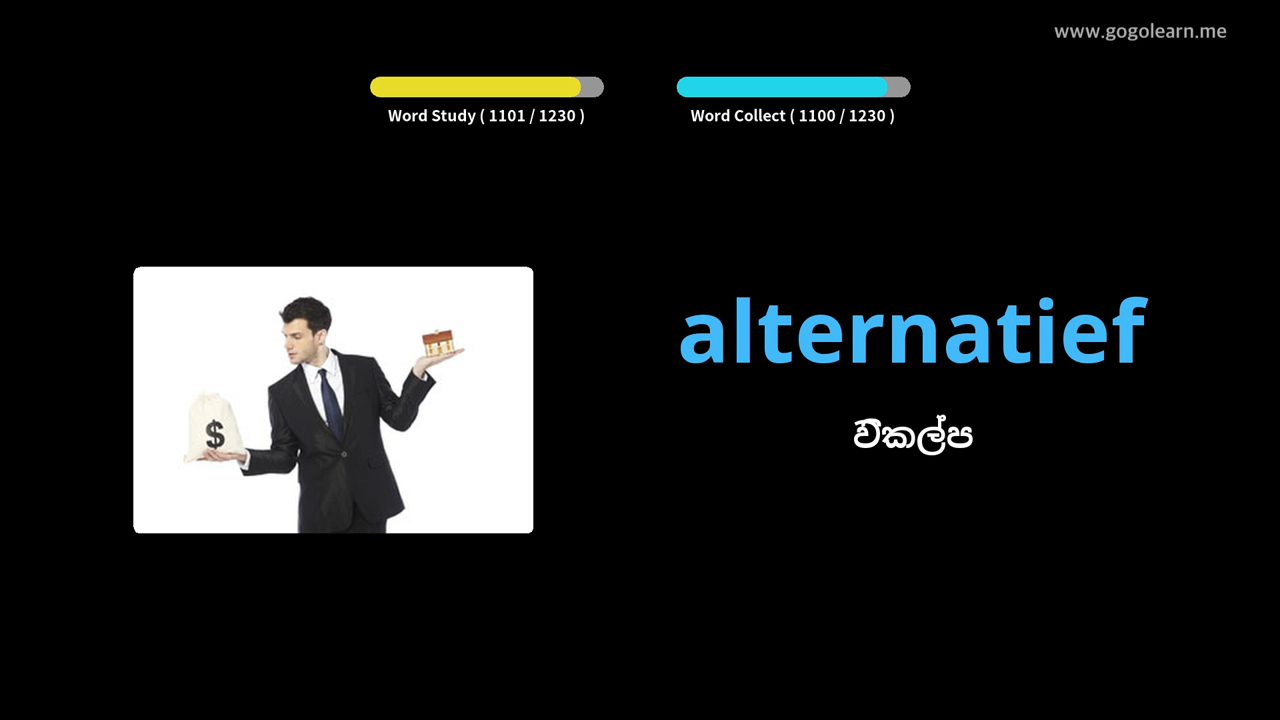 www.gogolearn.me
Word Study ( 1101 / 1230 )
Word Collect ( 1100 / 1230 )
$
alternatief
විකල්ප